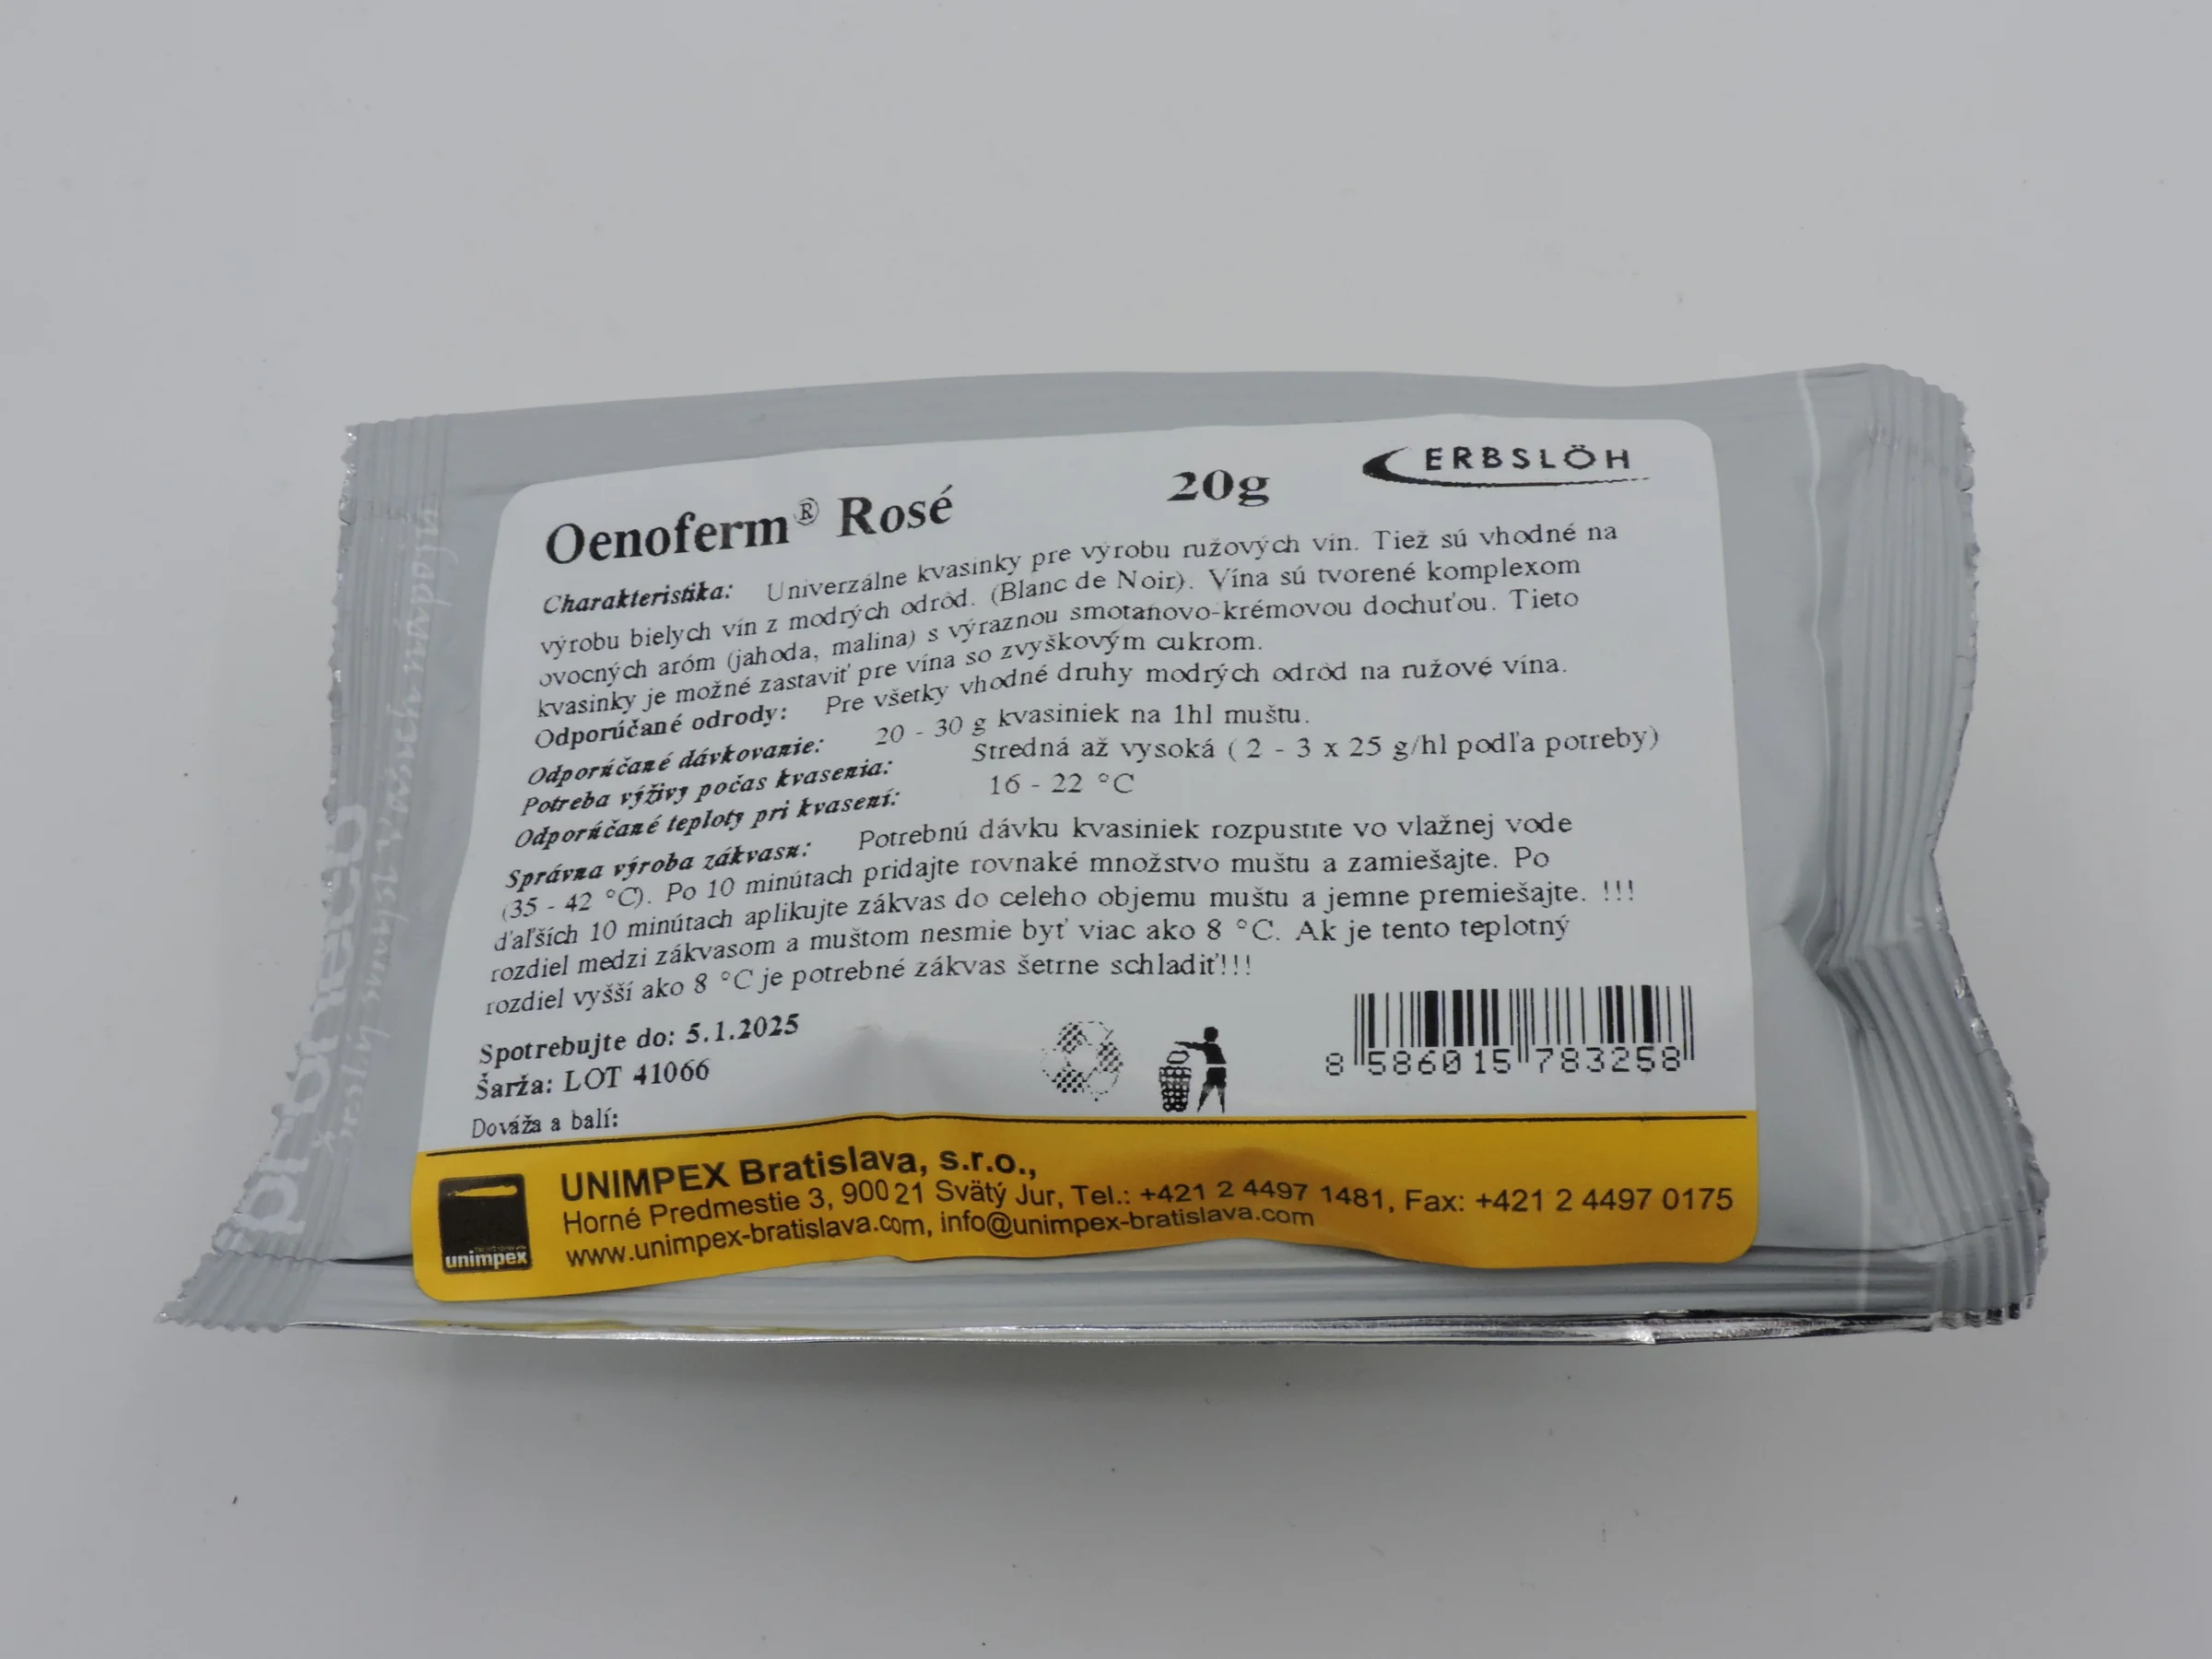 Oenoferm® Rosé 20g ERBSLÖH
Charakteristika: Univerzálne kvasinky pre výrobu ružových vín. Tiež sú vhodné na
výrobu bielych vín z modrých odrôd. (Blanc de Noir). Vína sú tvorené komplexom
ovocných aróm (jahoda, malina) s výraznou smotanovo-krémovou dochuťou. Tieto
kvasinky je možné zastaviť pre vína so zvyškovým cukrom.
Odporúčané odrody: Pre všetky vhodné druhy modrých odrôd na ružové vína.
Odporúčané dávkovanie: 20 - 30 g kvasiniek na 1hl muštu.
Potreba výživy počas kvasenia: Stredná až vysoká ( 2 - 3 x 25 g/hl podľa potreby)
Odporúčané teploty pri kvasení: 16 - 22 °C
Správna výroba zákvasu: Potrebnú dávku kvasiniek rozpustite vo vlažnej vode
(35 - 42 °C). Po 10 minútach pridajte rovnaké množstvo muštu a zamiešajte. Po
ďaľších 10 minútach aplikujte zákvas do celeho objemu muštu a jemne premiešajte. !!!
rozdiel medzi zákvasom a muštom nesmie byť viac ako 8 °C. Ak je tento teplotný
rozdiel vyšší ako 8 °C je potrebné zákvas šetrne schladiť!!!
Spotrebujte do: 5.1.2025
Šarža: LOT 41066
8 586015 783258
Dováža a balí:
UNIMPEX Bratislava, s.r.o.,
Horné Predmestie 3, 900 21 Svätý Jur, Tel.: +421 2 4497 1481, Fax: +421 2 4497 0175
www.unimpex-bratislava.com, info@unimpex-bratislava.com
unimpex